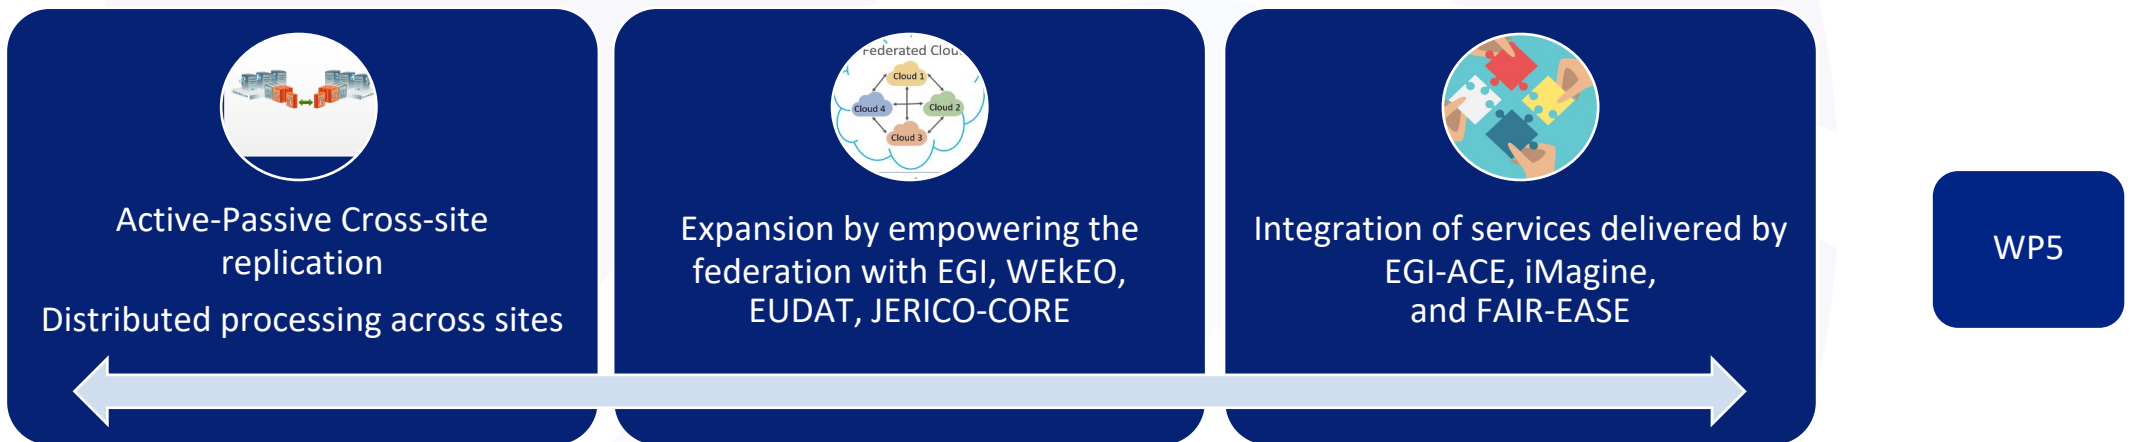 Active-Passive Cross-site
replication
Distributed processing across sites
Federated Cloud
Cloud 1
Cloud 4
Cloud 2
Cloud 3
Expansion by empowering the
federation with EGI, WEkEO,
EUDAT, JERICO-CORE
Integration of services delivered by
EGI-ACE, iMagine,
and FAIR-EASE
WP5